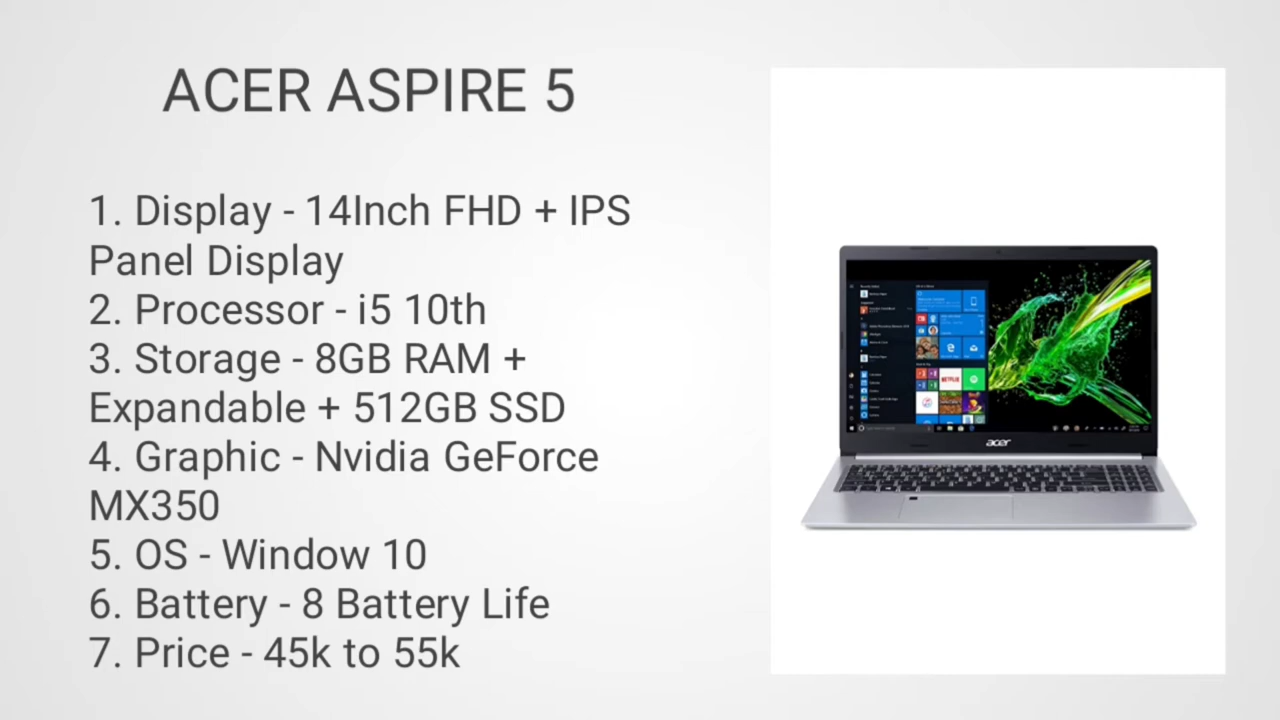 ACER ASPIRE 5
1. Display - 14Inch FHD + IPS
Panel Display
2. Processor - i5 10th
3. Storage - 8GB RAM +
Expandable + 512GB SSD
4. Graphic - Nvidia GeForce
MX350
5. OS - Window 10
6. Battery - 8 Battery Life
7. Price - 45k to 55k
NETFLIX
acer